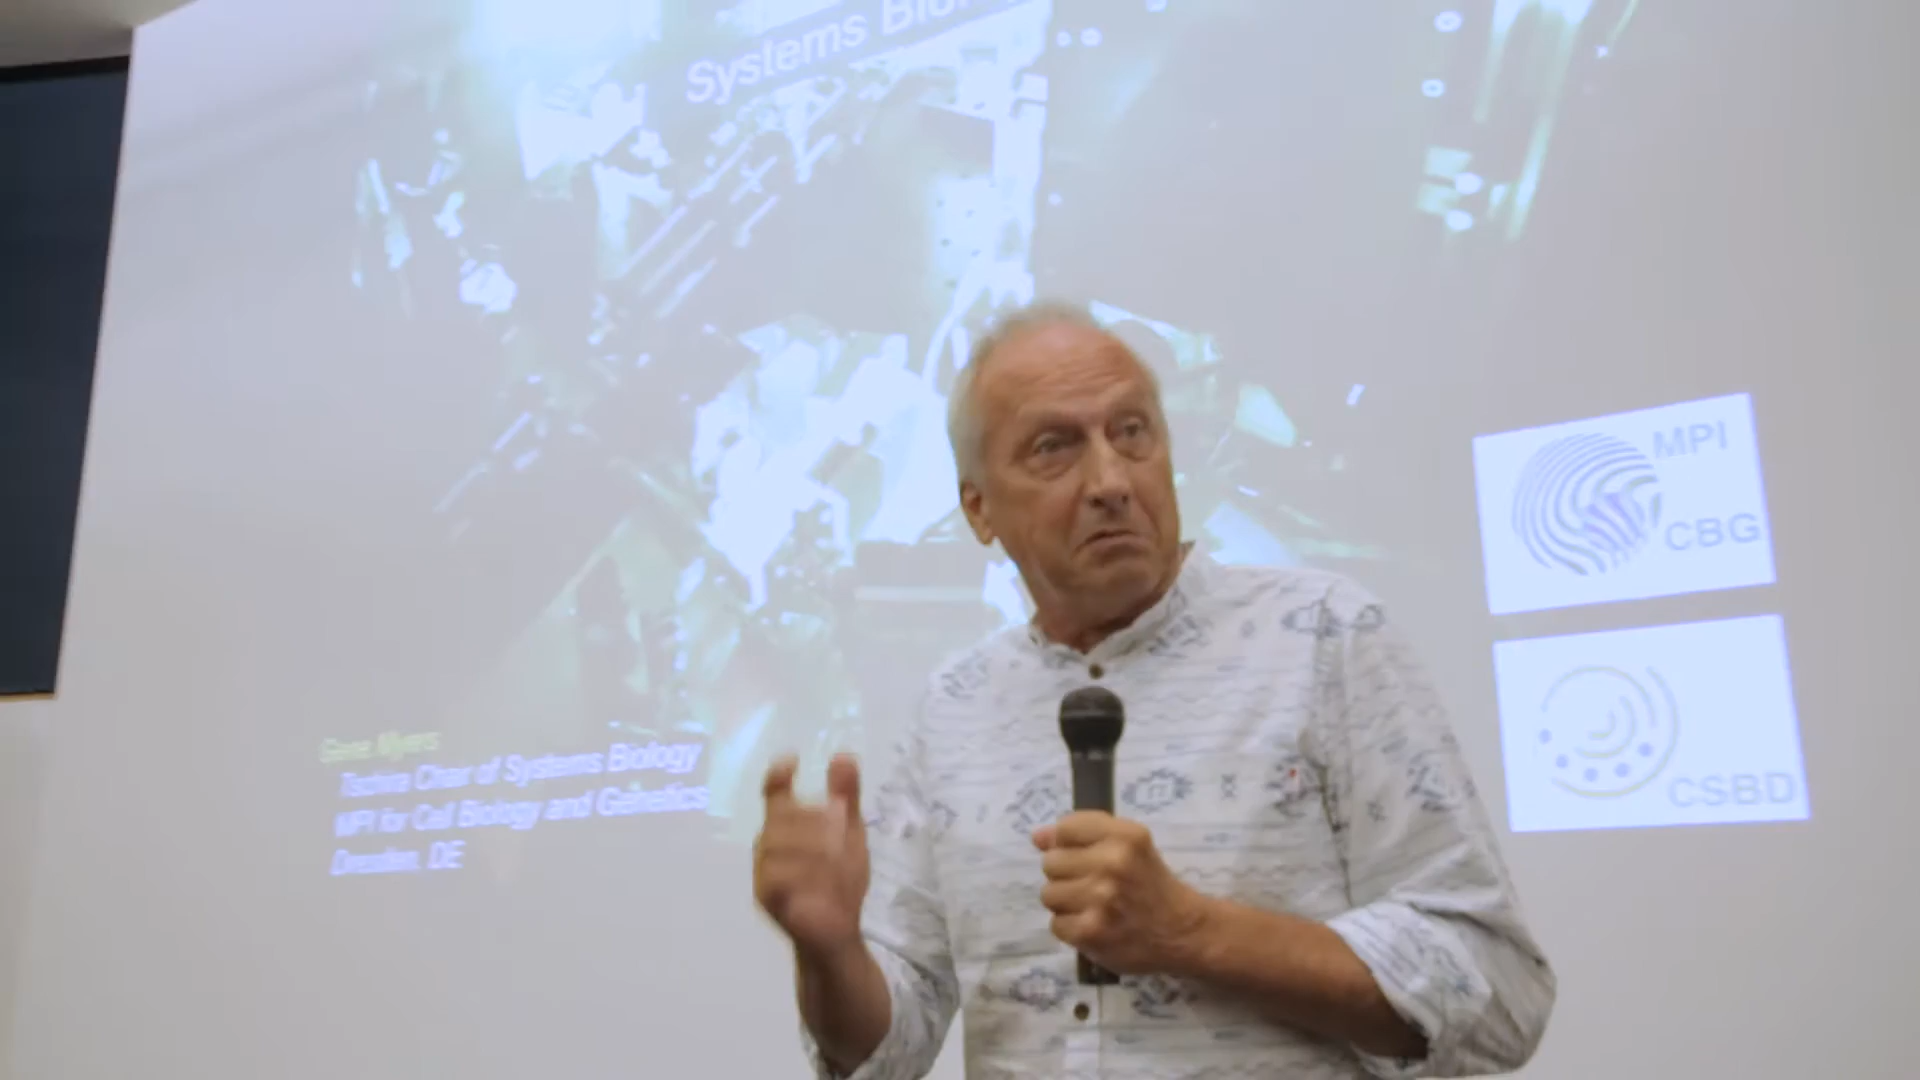 Systems
Gene Myers
Tschira Chair of Systems Biology
MPI for Cell Biology and Genetics
Dresden, DE
MPI
CBG
CSBD